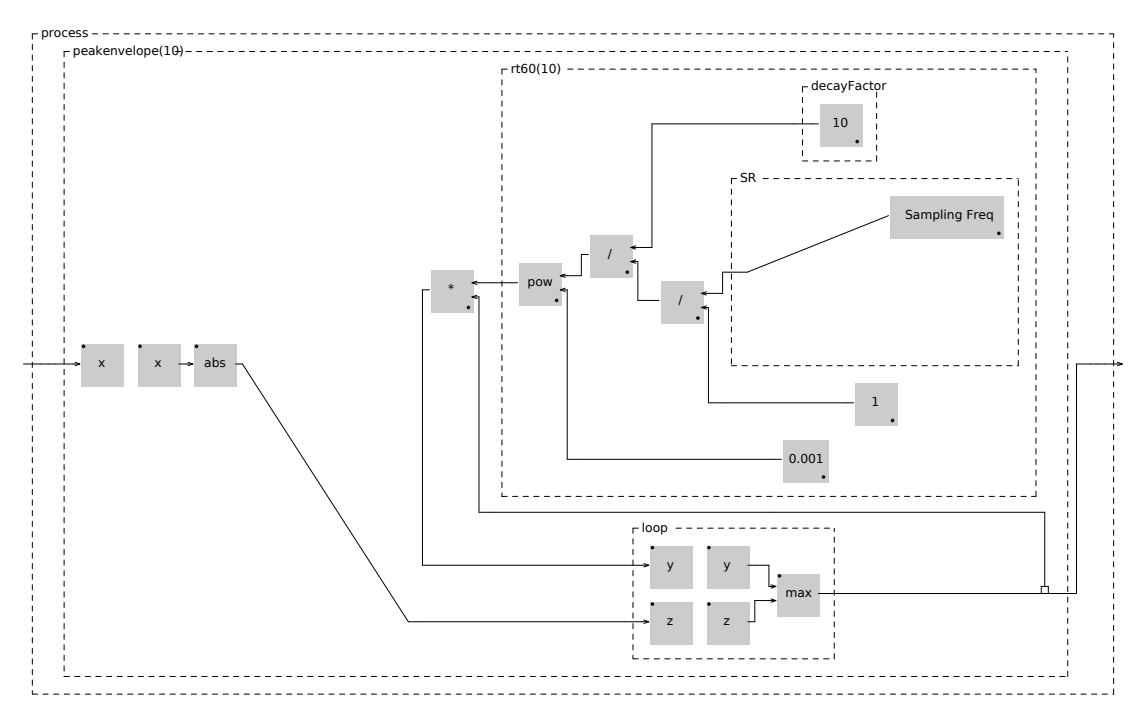 process
peakenvelope(10)
rt60(10)
decayFactor
10
SR
Sampling Freq
/
pow
/
*
x x abs
1
0.001
loop
y y
max
z z